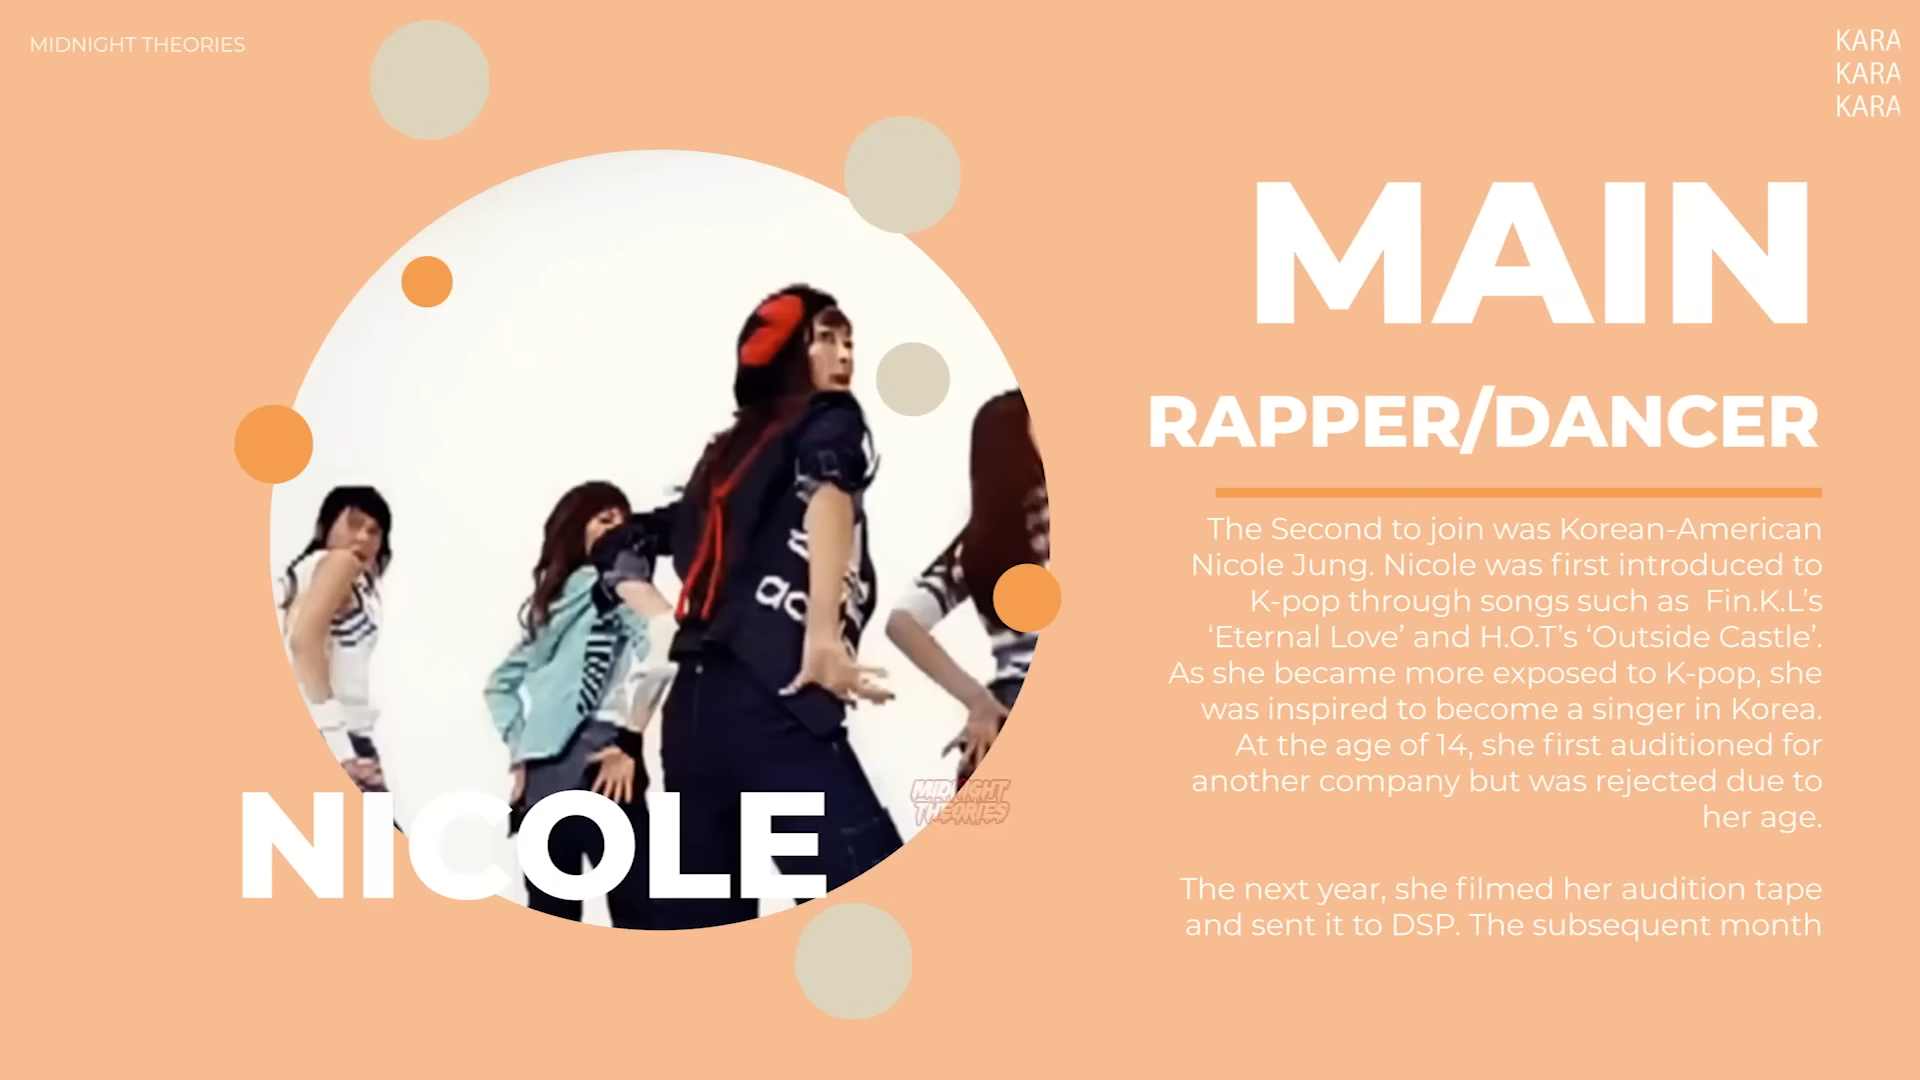 MIDNIGHT THEORIES
KARA
KARA
KARA
MAIN
RAPPER/DANCER
The Second to join was Korean-American
Nicole Jung. Nicole was first introduced to
K-pop through songs such as  Fin.K.L’s
‘Eternal Love’ and H.O.T’s ‘Outside Castle’.
As she became more exposed to K-pop, she
was inspired to become a singer in Korea.
At the age of 14, she first auditioned for
another company but was rejected due to
her age.
The next year, she filmed her audition tape
and sent it to DSP. The subsequent month
NICOLE
MIDNIGHT
THEORIES